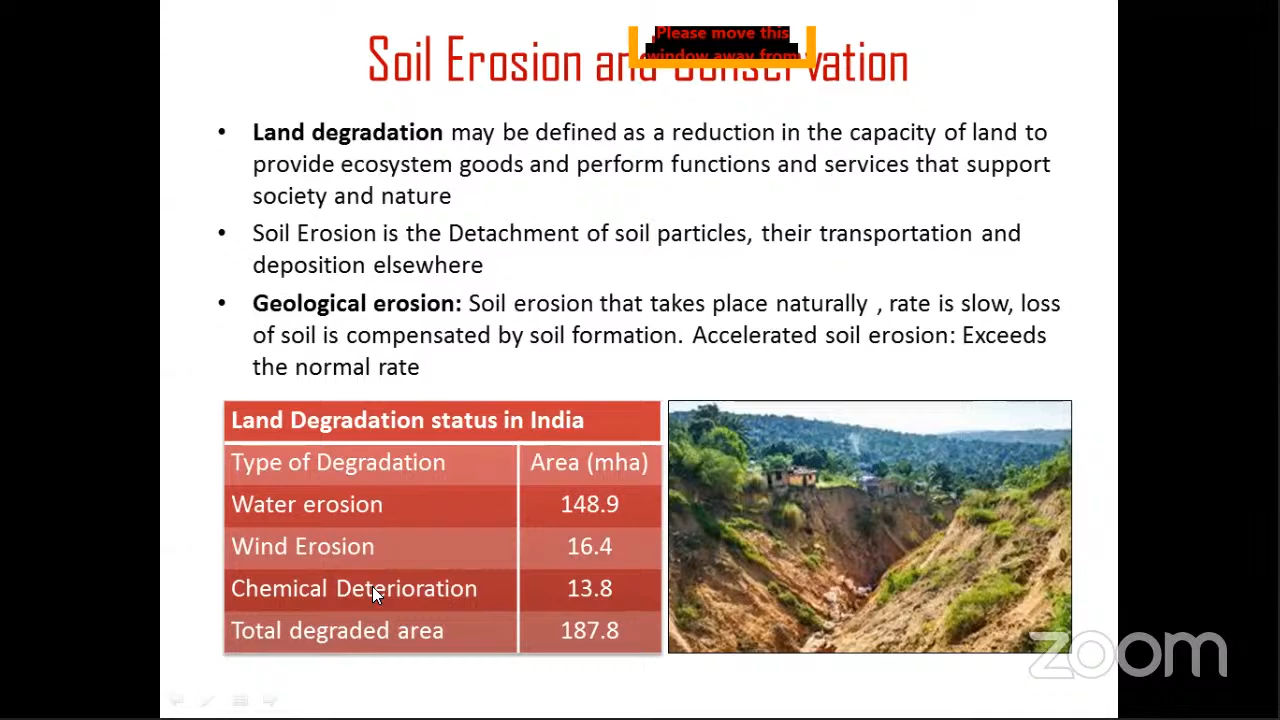 Please move this
window away from
Soil Erosion and Conservation
• Land degradation may be defined as a reduction in the capacity of land to
provide ecosystem goods and perform functions and services that support
society and nature
• Soil Erosion is the Detachment of soil particles, their transportation and
deposition elsewhere
• Geological erosion: Soil erosion that takes place naturally , rate is slow, loss
of soil is compensated by soil formation. Accelerated soil erosion: Exceeds
the normal rate
Land Degradation status in India
Type of Degradation Area (mha)
Water erosion 148.9
Wind Erosion 16.4
Chemical Deterioration 13.8
Total degraded area 187.8
zoom